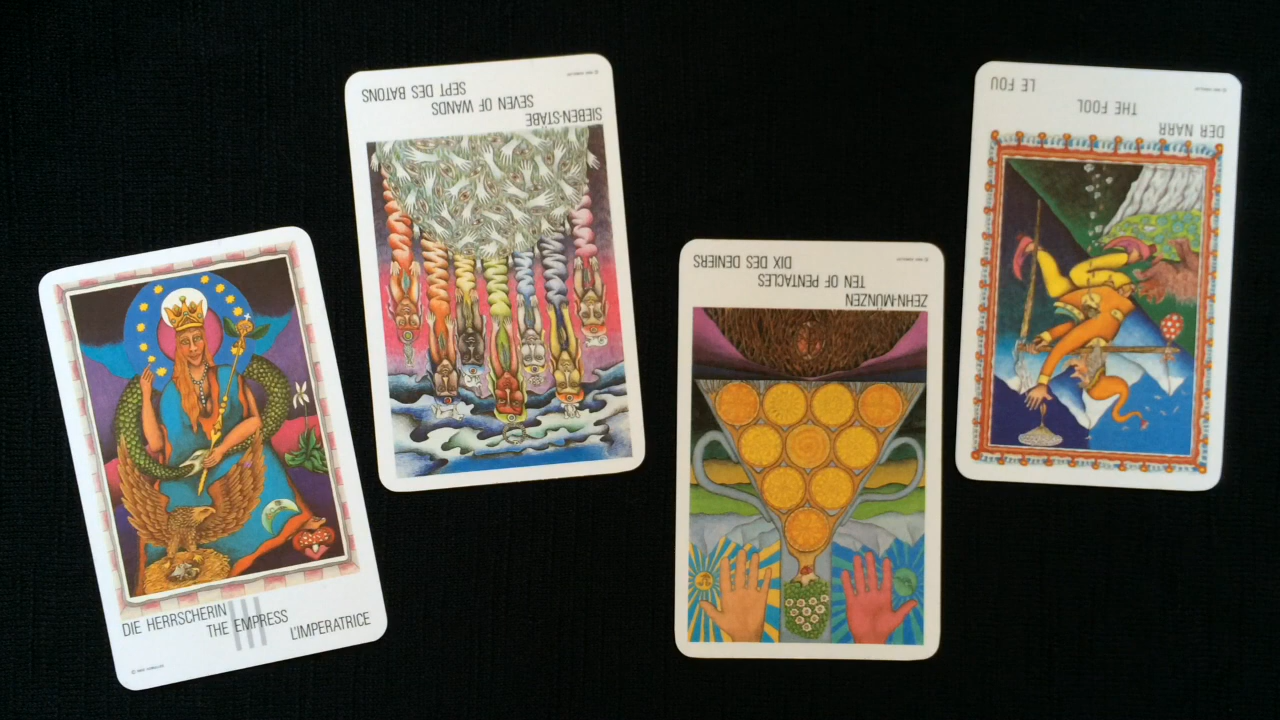 DIE HERRSCHERIN
THE EMPRESS
III
L'IMPERATRICE
SIEBEN-STÄBE
SEVEN OF WANDS
SEPT DES BATONS
ZEHN-MÜNZEN
TEN OF PENTACLES
DIX DES DENIERS
DER NARR
THE FOOL
LE FOU